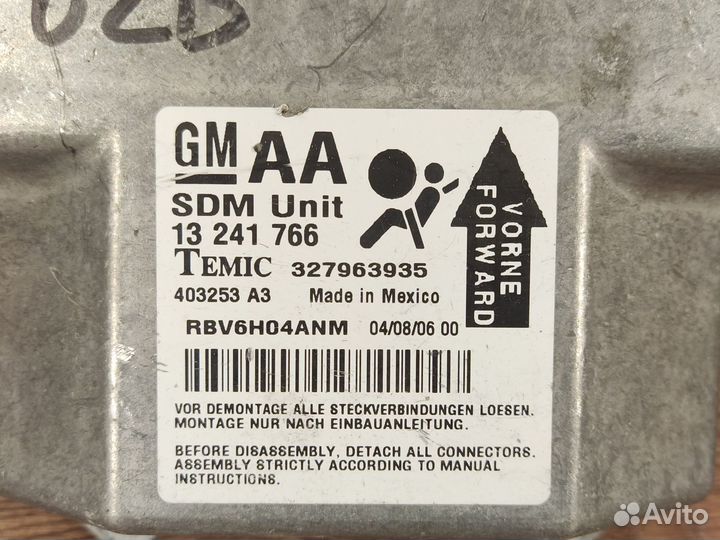 02B
GM AA
SDM Unit
13 241 766
TEMIC 327963935
403253 A3 Made in Mexico
RBV6H04ANM 04/08/06 00
VORNE
FORWARD
VOR DEMONTAGE ALLE STECKVERBINDUNGEN LOESEN.
MONTAGE NUR NACH EINBAUANLEITUNG.
BEFORE DISASSEMBLY, DETACH ALL CONNECTORS.
ASSEMBLY STRICTLY ACCORDING TO MANUAL
INSTRUCTIONS.
Avito